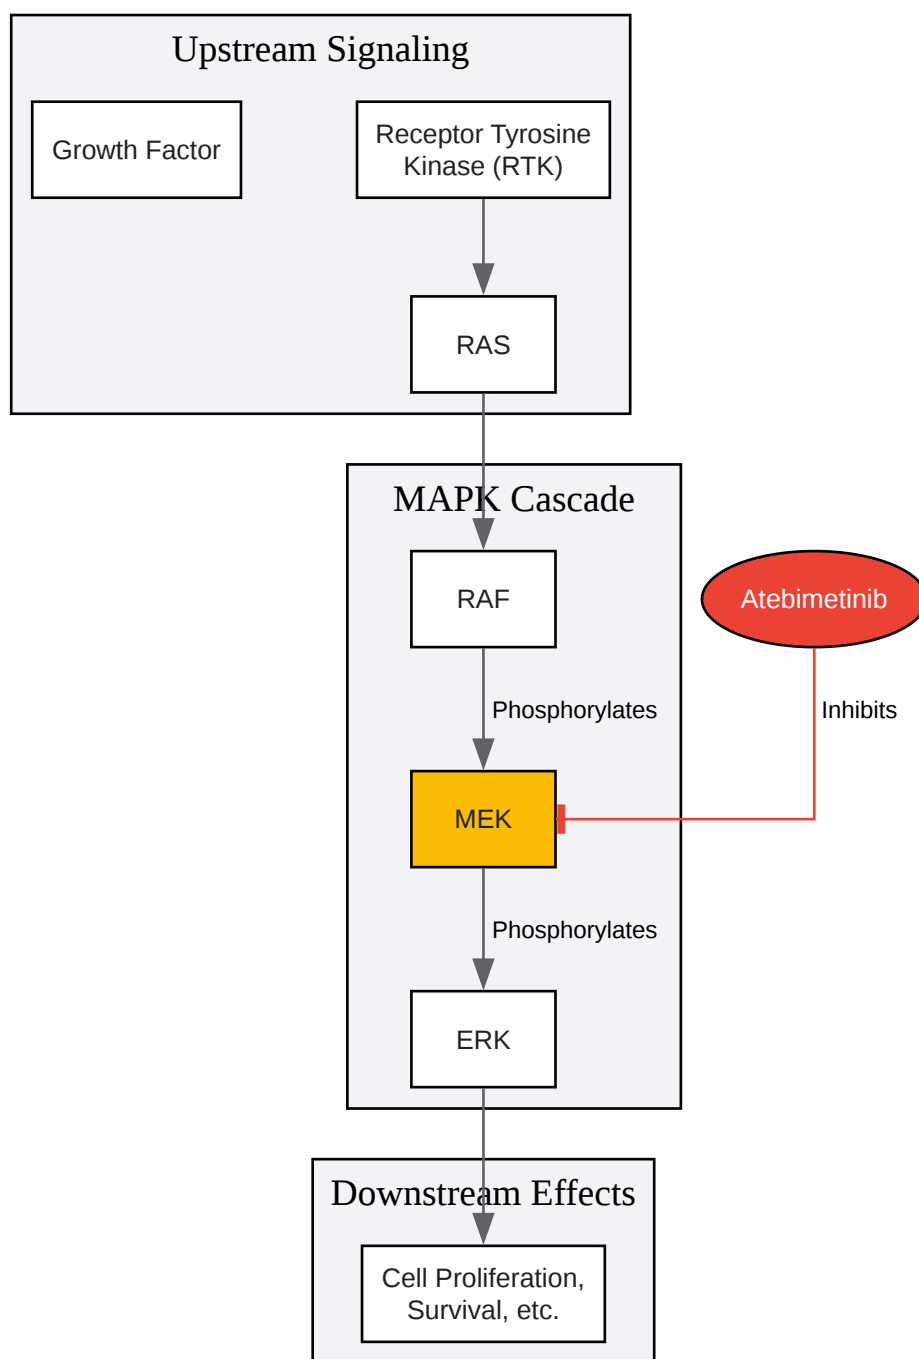 Upstream Signaling
Growth Factor
Receptor Tyrosine
Kinase (RTK)
RAS
MAPK Cascade
RAF
Atebimetinib
Phosphorylates
Inhibits
MEK
Phosphorylates
ERK
Downstream Effects
Cell Proliferation,
Survival, etc.